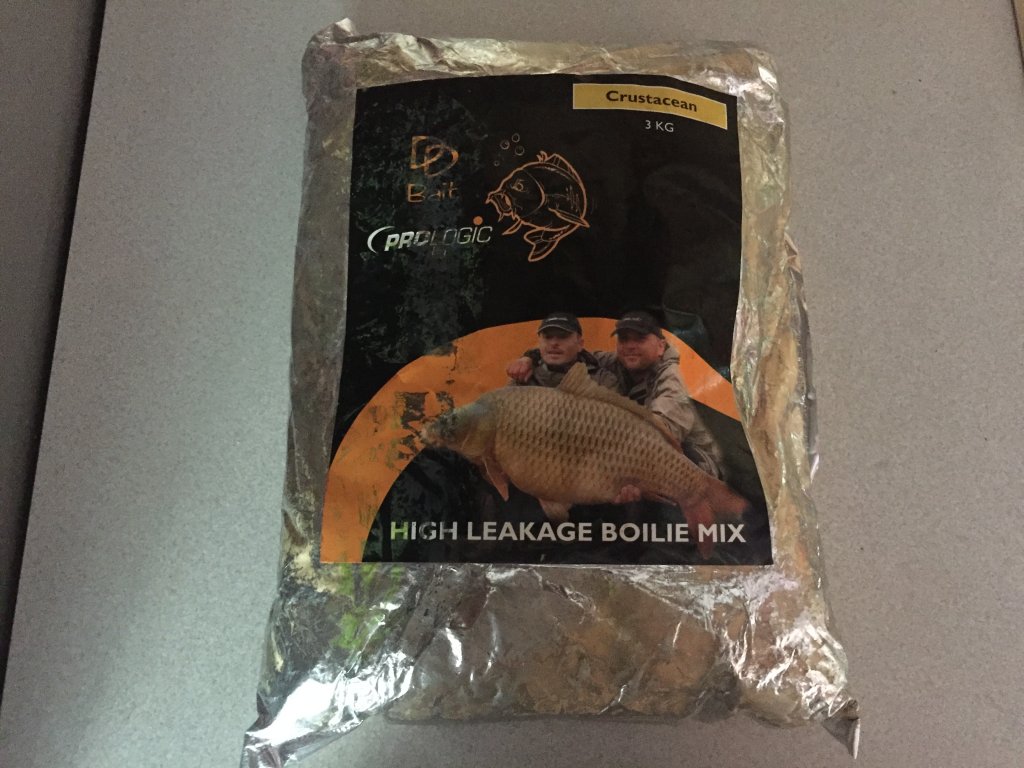 Crustacean
3 KG
DD
Bait
PROLOGIC
HIGH LEAKAGE BOILIE MIX